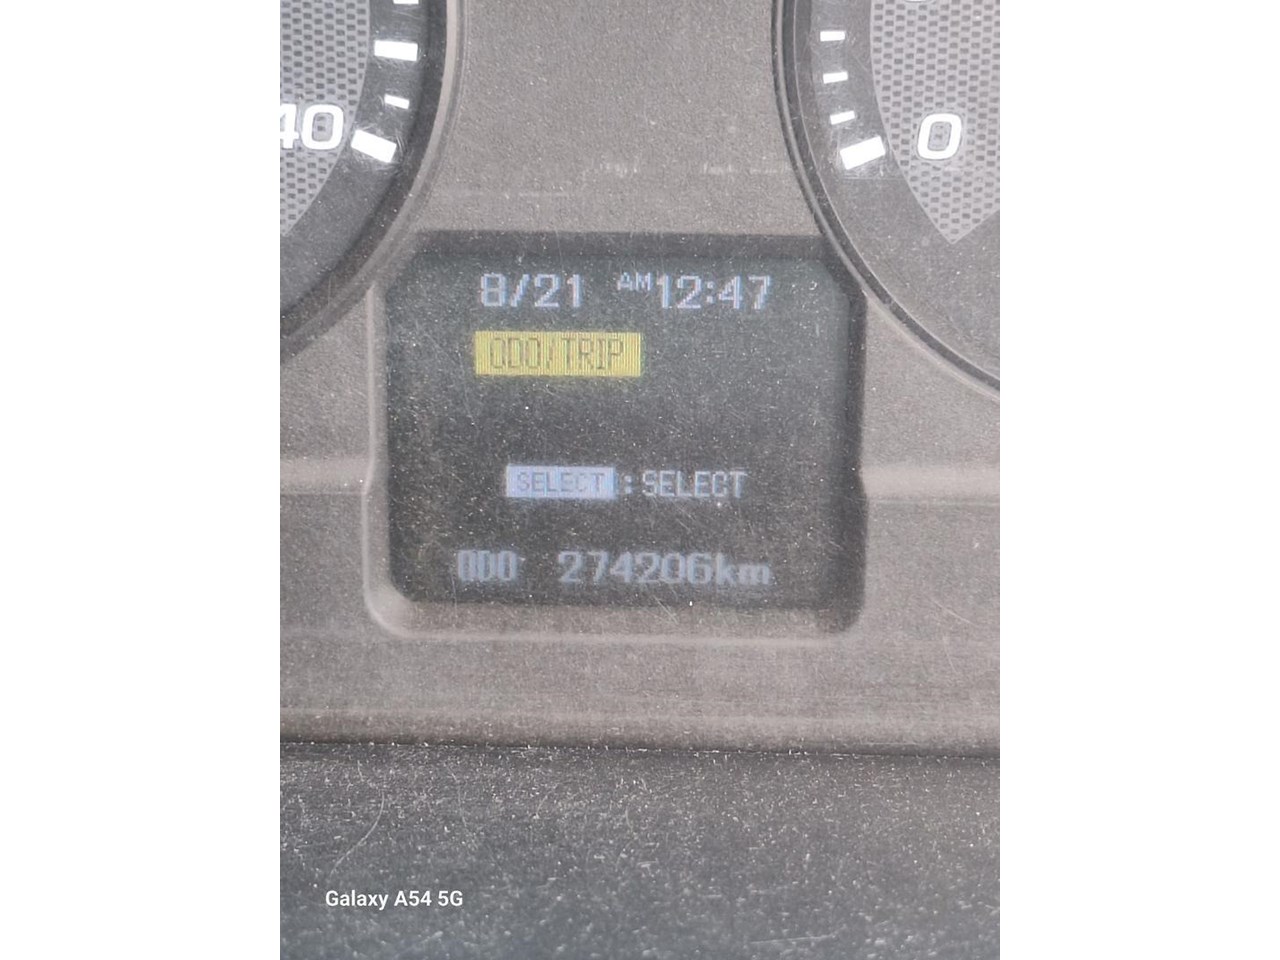 40
0
8/21 AM 12:47
ODO/TRIP
SELECT : SELECT
ODO 274206km
Galaxy A54 5G